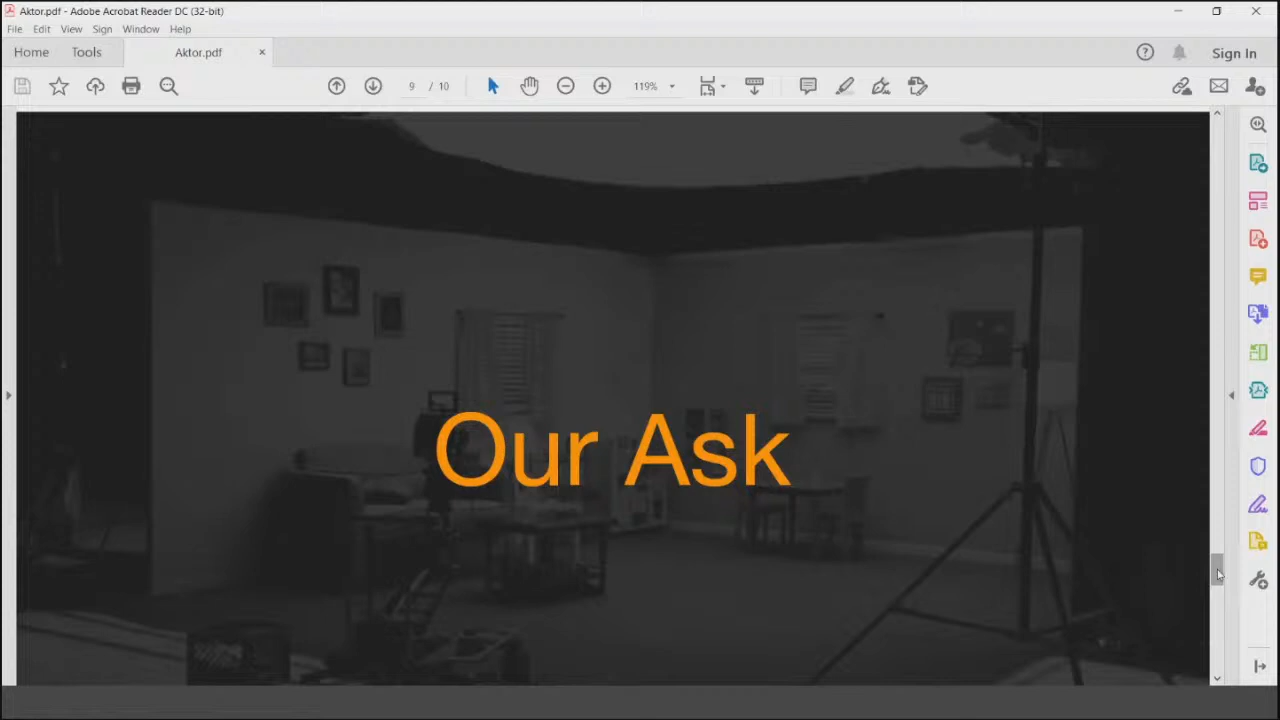 Aktor.pdf - Adobe Acrobat Reader DC (32-bit)
File Edit View Sign Window Help
Home Tools Aktor.pdf × Sign In
9 / 10 119%
Our Ask